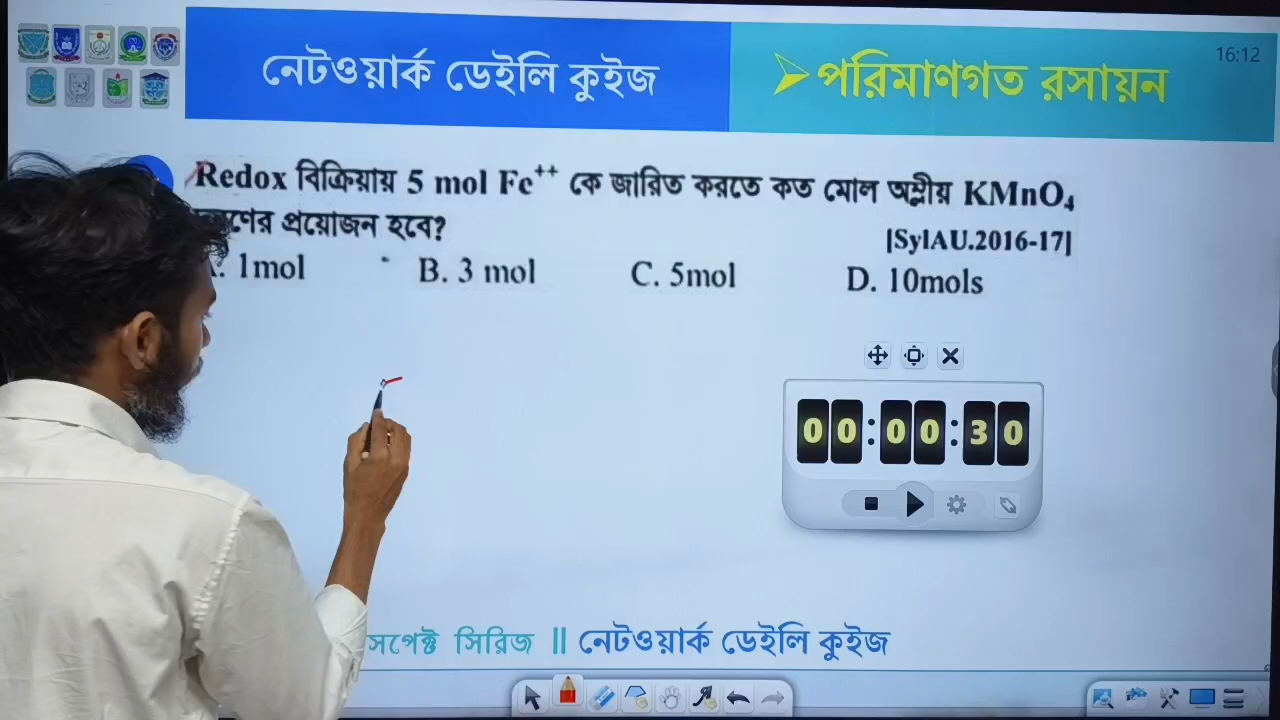 নেটওয়ার্ক ডেইলি কুইজ
পরিমাণগত রসায়ন
16:12
Redox বিক্রিয়ায় 5 mol Fe⁺⁺ কে জারিত করতে কত মোল অম্লীয় KMnO₄
প্রয়োজন হবে?
[SylAU.2016-17]
1mol B. 3 mol C. 5mol D. 10mols
00:00:30
সিরিজ || নেটওয়ার্ক ডেইলি কুইজ